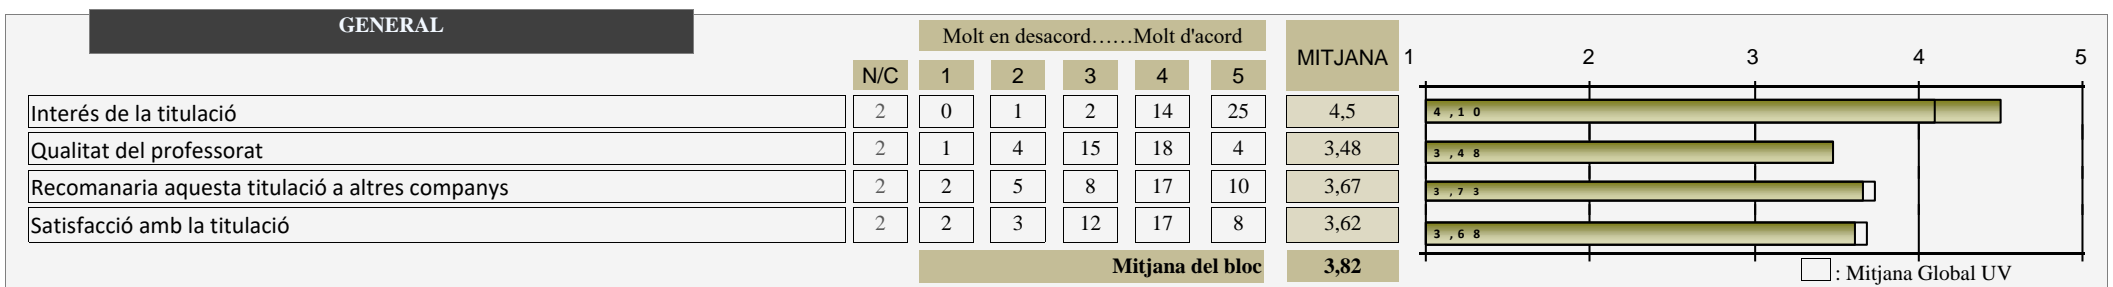 GENERAL
Molt en desacord……Molt d'acord
MITJANA
1 2 3 4 5
N/C 1 2 3 4 5
Interés de la titulació 2 0 1 2 14 25 4,5 4,10
Qualitat del professorat 2 1 4 15 18 4 3,48 3,48
Recomanaria aquesta titulació a altres companys 2 2 5 8 17 10 3,67 3,73
Satisfacció amb la titulació 2 2 3 12 17 8 3,62 3,68
Mitjana del bloc 3,82
: Mitjana Global UV